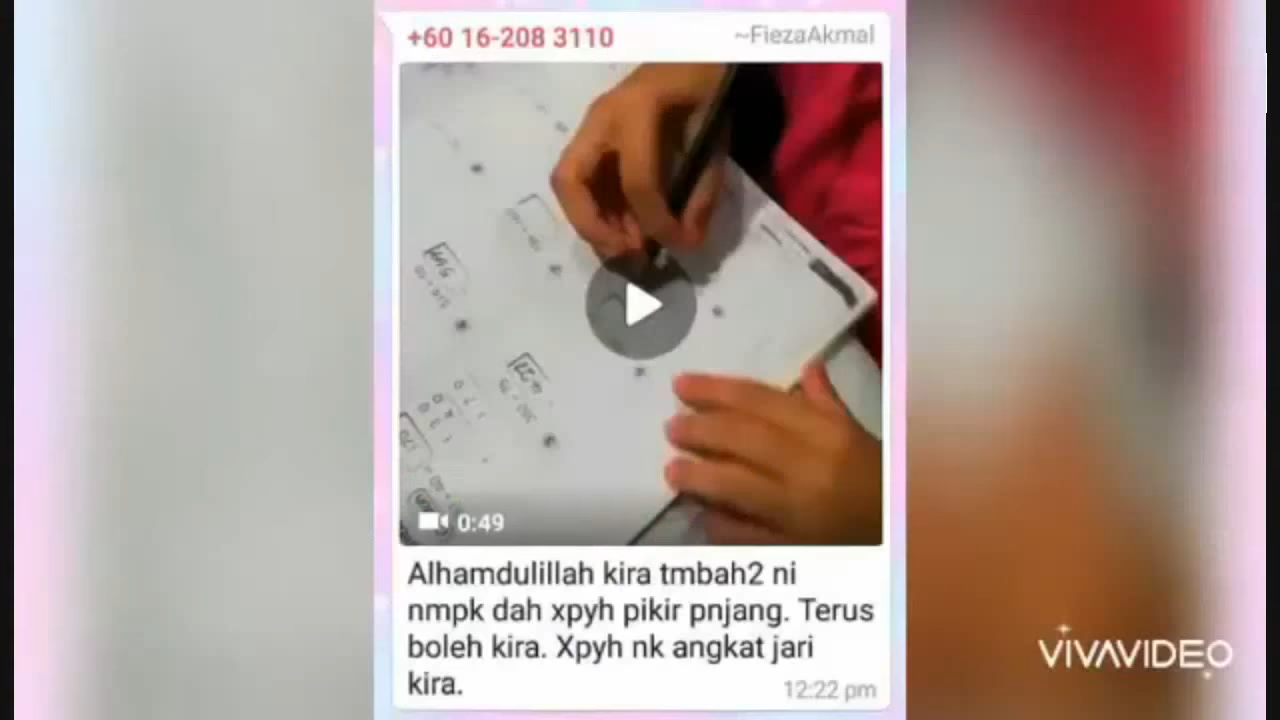 +60 16-208 3110 ~FiezaAkmal
0:49
Alhamdulillah kira tmbah2 ni
nmpk dah xpyh pikir pnjang. Terus
boleh kira. Xpyh nk angkat jari
kira.
12:22 pm
VIVAVIDEO